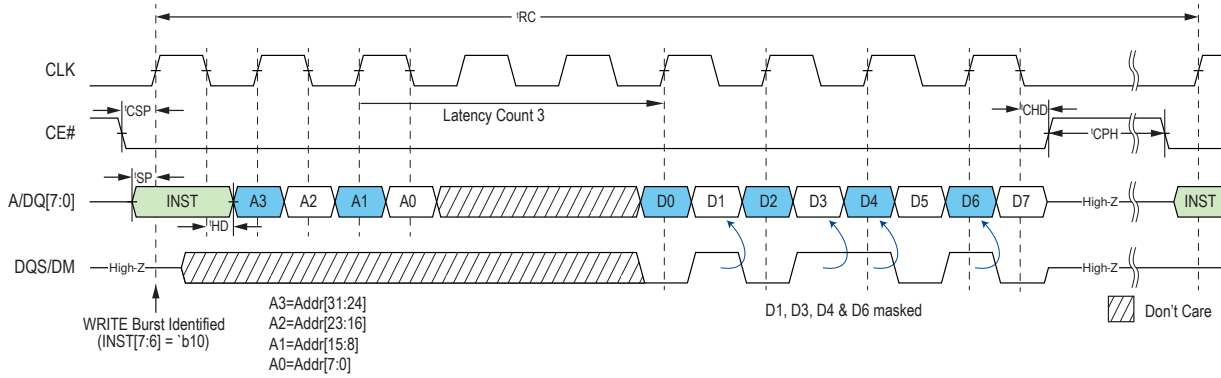 tRC
CLK
Latency Count 3
tCSP
tCHD
CE#
tCPH
tSP
A/DQ[7:0]
INST A3 A2 A1 A0 D0 D1 D2 D3 D4 D5 D6 D7 High-Z INST
tHD
DQS/DM High-Z High-Z
WRITE Burst Identified
(INST[7:6] = `b10)
A3=Addr[31:24]
A2=Addr[23:16]
A1=Addr[15:8]
A0=Addr[7:0]
D1, D3, D4 & D6 masked
Don't Care